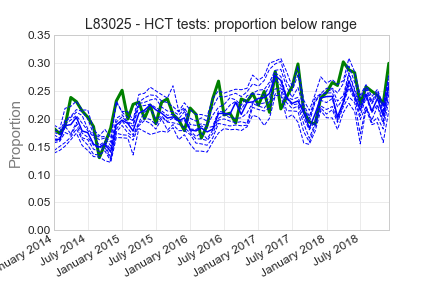 L83025 - HCT tests: proportion below range
Proportion
0.35
0.30
0.25
0.20
0.15
0.10
0.05
0.00
2014
July 2014
January 2015
July 2015
January 2016
July 2016
January 2017
July 2017
January 2018
July 2018